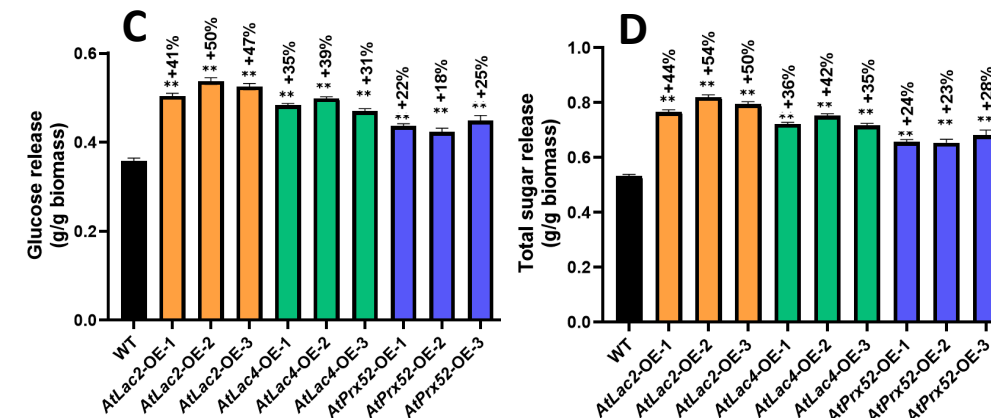 C
Glucose release
(g/g biomass)
0.6
0.4
0.2
0.0
**+41%
**+50%
**+47%
**+35%
**+39%
**+31%
**+22%
**+18%
**+25%
WT
AtLac2-OE-1
AtLac2-OE-2
AtLac2-OE-3
AtLac4-OE-1
AtLac4-OE-2
AtLac4-OE-3
AtPrx52-OE-1
AtPrx52-OE-2
AtPrx52-OE-3
D
Total sugar release
(g/g biomass)
1.0
0.8
0.6
0.4
0.2
0.0
**+44%
**+54%
**+50%
**+36%
**+42%
**+35%
**+24%
**+23%
**+28%
WT
AtLac2-OE-1
AtLac2-OE-2
AtLac2-OE-3
AtLac4-OE-1
AtLac4-OE-2
AtLac4-OE-3
AtPrx52-OE-1
AtPrx52-OE-2
AtPrx52-OE-3